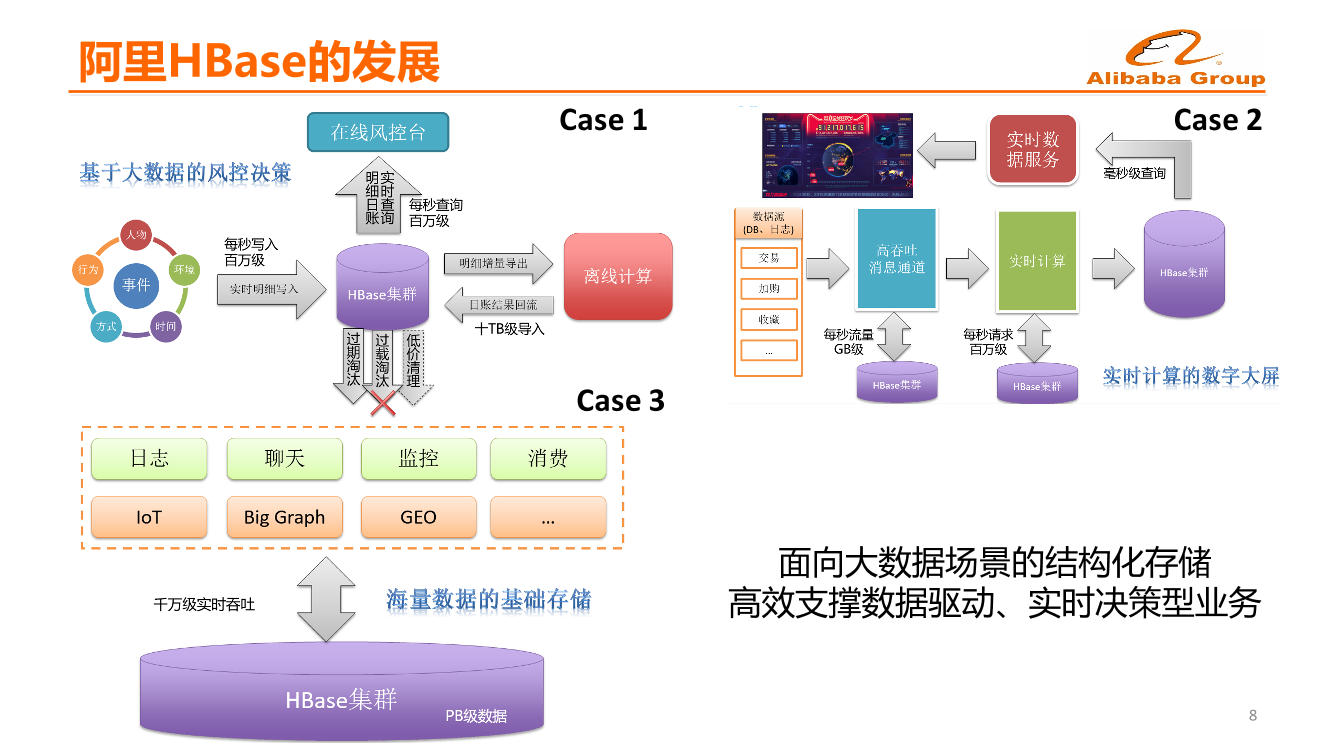 阿里HBase的发展
Alibaba Group
Case 1
在线风控台
基于大数据的风控决策
明细日账
实时查询
每秒查询
百万级
人物
行为
环境
事件
方式
时间
每秒写入
百万级
实时明细写入
HBase集群
明细增量导出
日账结果回流
十TB级导入
离线计算
过期淘汰
过载淘汰
低价清理
Case 2
912,17,017,615
实时数
据服务
毫秒级查询
数据源
(DB、日志)
交易
加购
收藏
...
高吞吐
消息通道
实时计算
HBase集群
每秒流量
GB级
每秒请求
百万级
HBase集群
HBase集群
实时计算的数字大屏
Case 3
日志
聊天
监控
消费
IoT
Big Graph
GEO
...
千万级实时吞吐
海量数据的基础存储
HBase集群
PB级数据
面向大数据场景的结构化存储
高效支撑数据驱动、实时决策型业务
8